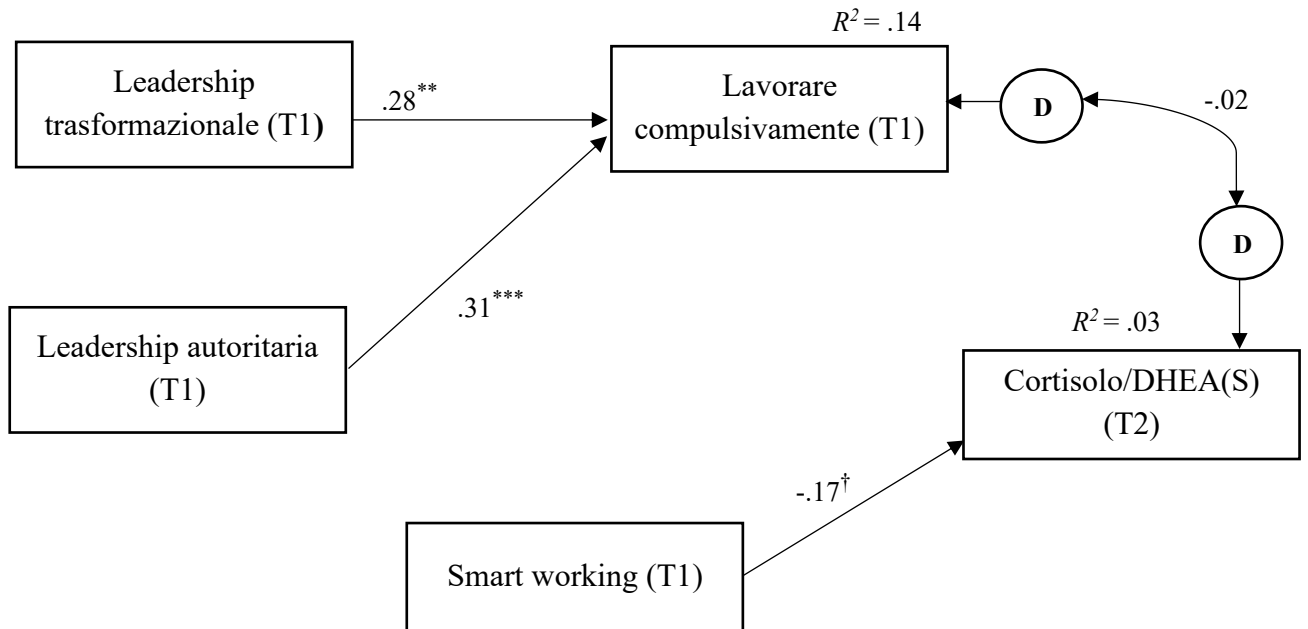 R² = .14
Leadership
trasformazionale (T1)
.28**
Lavorare
compulsivamente (T1)
D
-.02
D
Leadership autoritaria
(T1)
.31***
R² = .03
Cortisolo/DHEA(S)
(T2)
-.17†
Smart working (T1)